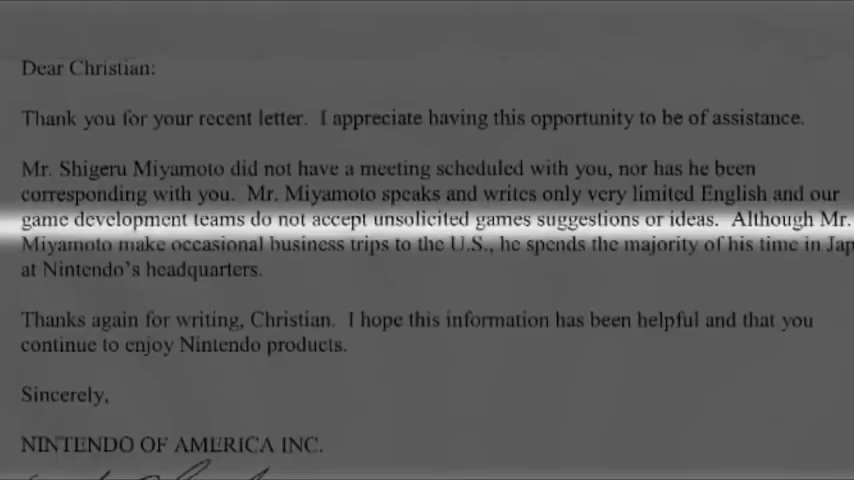 Dear Christian:
Thank you for your recent letter. I appreciate having this opportunity to be of assistance.
Mr. Shigeru Miyamoto did not have a meeting scheduled with you, nor has he been
corresponding with you. Mr. Miyamoto speaks and writes only very limited English and our
game development teams do not accept unsolicited games suggestions or ideas. Although Mr.
Miyamoto make occasional business trips to the U.S., he spends the majority of his time in Jap
at Nintendo's headquarters.
Thanks again for writing, Christian. I hope this information has been helpful and that you
continue to enjoy Nintendo products.
Sincerely,
NINTENDO OF AMERICA INC.